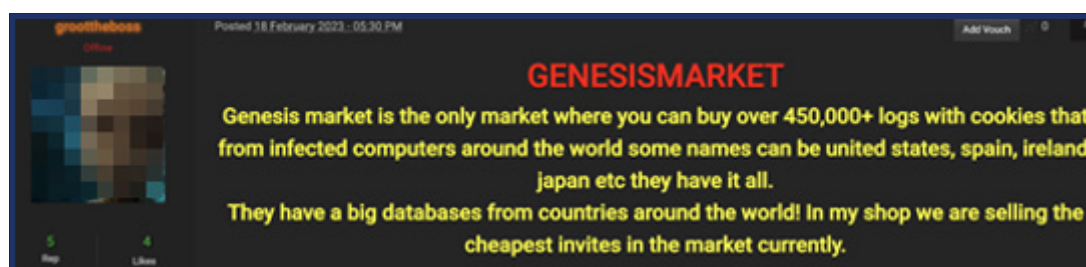 groottheboss
Offline
Posted 18 February 2023 - 05:30 PM
Add Vouch
0
GENESISMARKET
Genesis market is the only market where you can buy over 450,000+ logs with cookies that
from infected computers around the world some names can be united states, spain, ireland
japan etc they have it all.
They have a big databases from countries around the world! In my shop we are selling the
cheapest invites in the market currently.
5
4
Rep
Likes